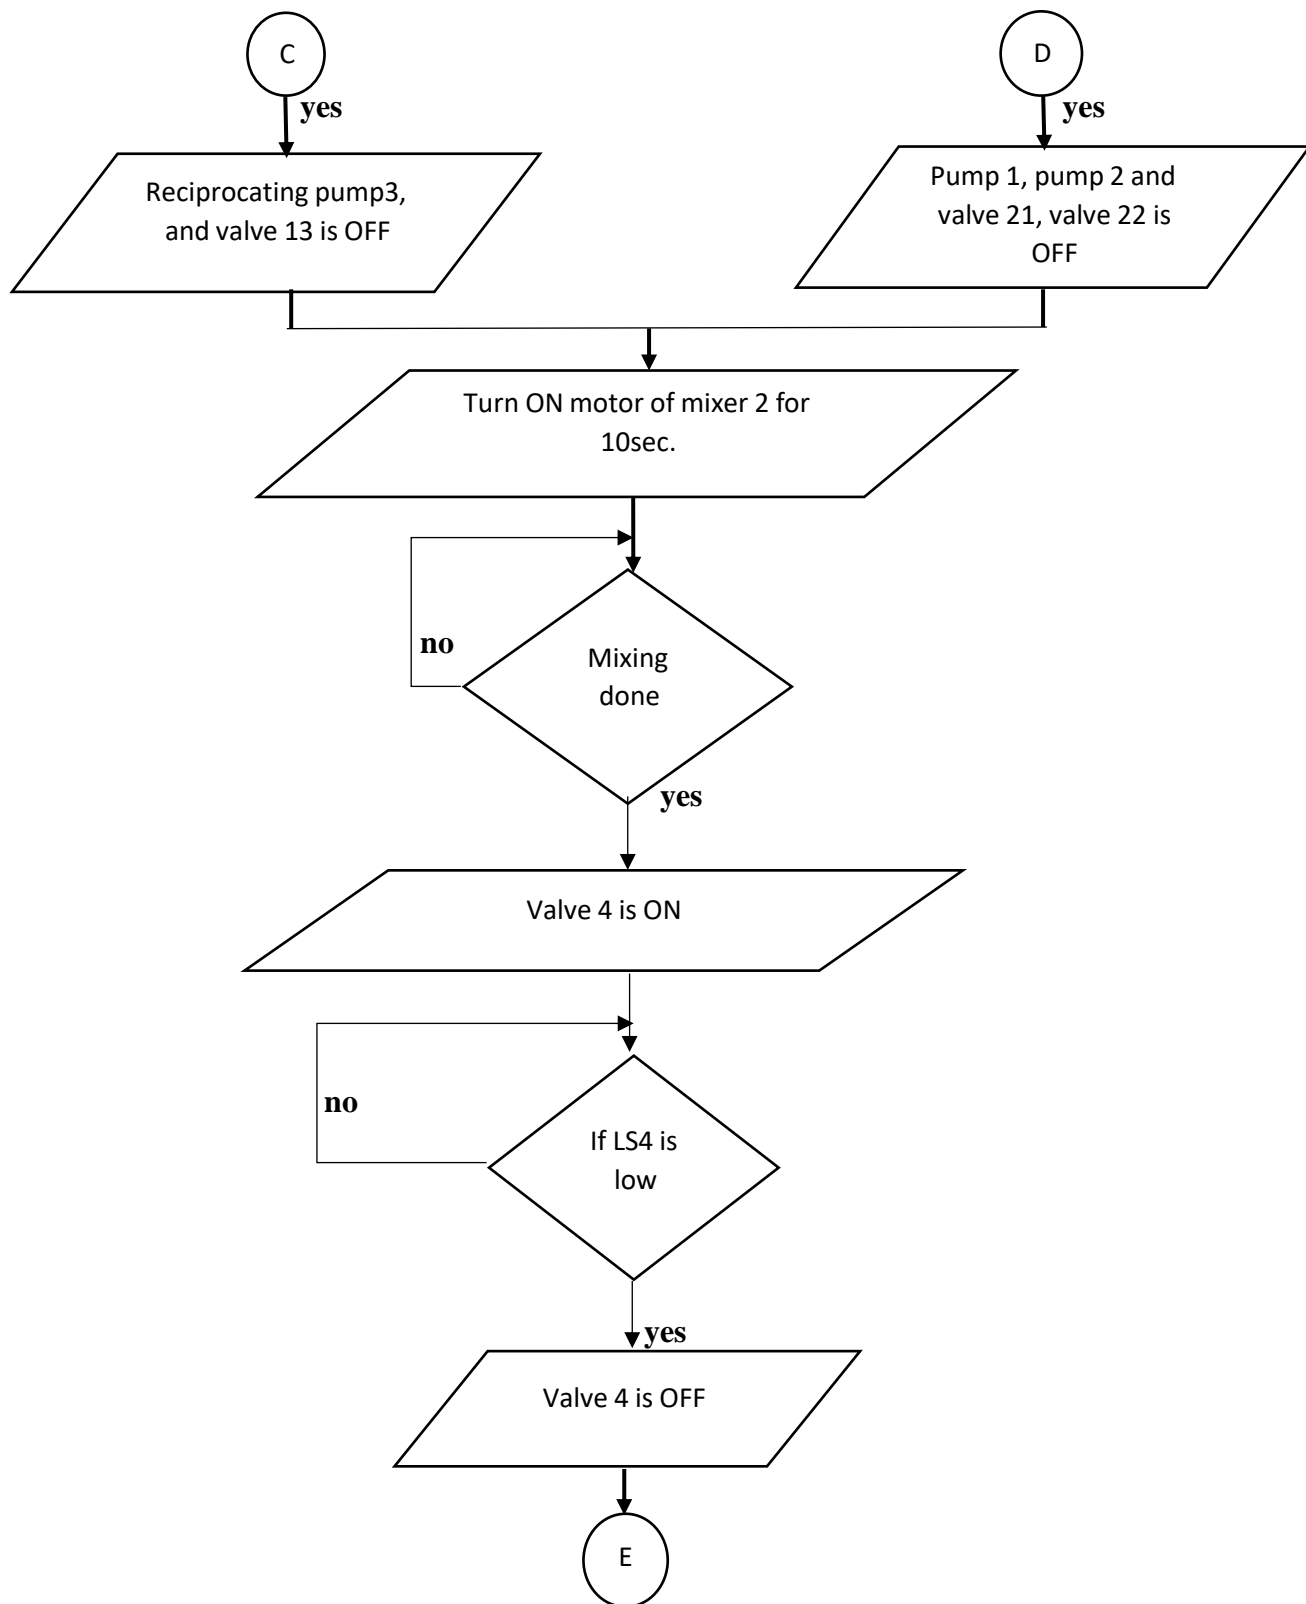 C
D
yes
yes
Reciprocating pump3,
and valve 13 is OFF
Pump 1, pump 2 and
valve 21, valve 22 is
OFF
Turn ON motor of mixer 2 for
10sec.
no
Mixing
done
yes
Valve 4 is ON
no
If LS4 is
low
yes
Valve 4 is OFF
E